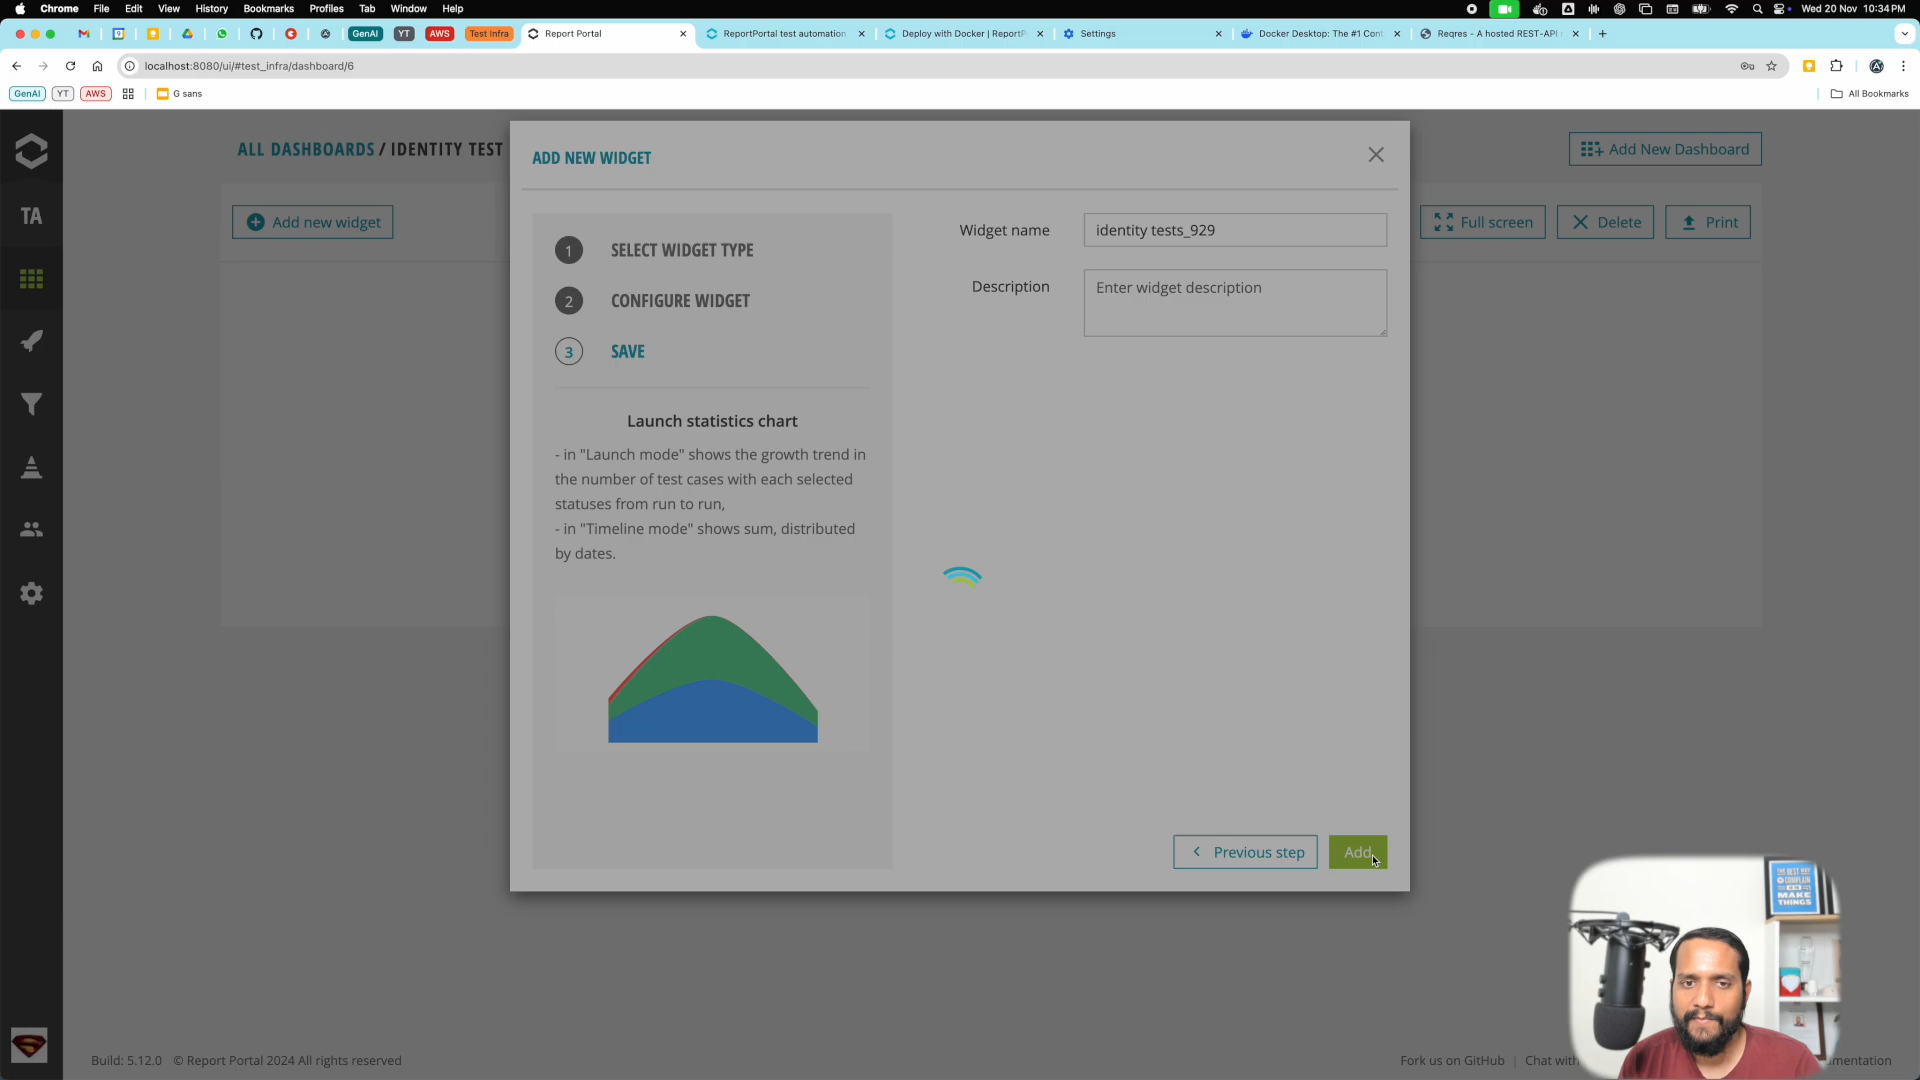 Chrome File Edit View History Bookmarks Profiles Tab Window Help
Wed 20 Nov 10:34 PM
GenAI YT AWS Test Infra Report Portal
ReportPortal test automation
Deploy with Docker | ReportP
Settings
Docker Desktop: The #1 Cont
Reqres - A hosted REST-API
localhost:8080/ui/#test_infra/dashboard/6
GenAI YT AWS G sans All Bookmarks
ALL DASHBOARDS / IDENTITY TEST
Add New Dashboard
TA
Add new widget
Full screen Delete Print
ADD NEW WIDGET
1 SELECT WIDGET TYPE
2 CONFIGURE WIDGET
3 SAVE
Launch statistics chart
- in "Launch mode" shows the growth trend in
the number of test cases with each selected
statuses from run to run,
- in "Timeline mode" shows sum, distributed
by dates.
Widget name identity tests_929
Description Enter widget description
Previous step Add
THE BEST WAY
COMPLAIN
MAKE
THINGS
Build: 5.12.0 © Report Portal 2024 All rights reserved
Fork us on GitHub | Chat with
mentation